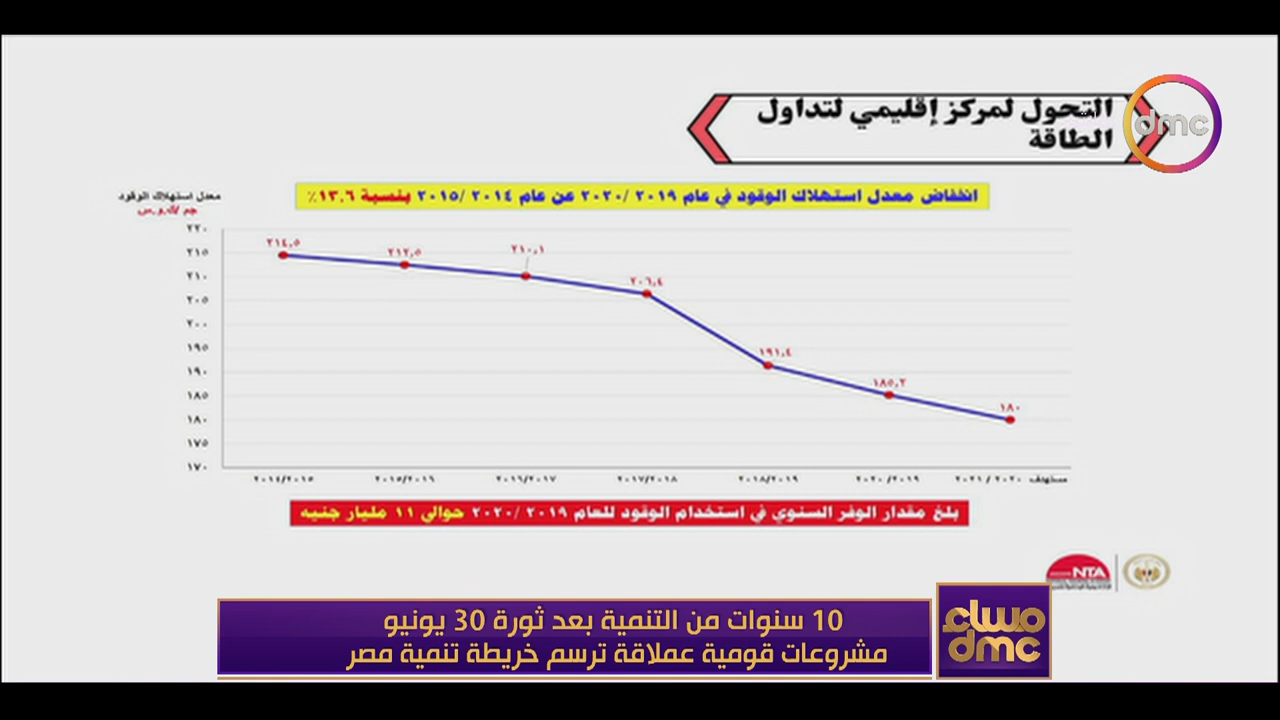 التحول لمركز إقليمي لتداول
الطاقة
dmc
انخفاض معدل استهلاك الوقود في عام ٢٠١٩ /٢٠٢٠ عن عام ٢٠١٤ /٢٠١٥ بنسبة ١٣,٦٪
معدل استهلاك الوقود
جم /ك.و.س
٢٢٠
٢١٥
٢١٠
٢٠٥
٢٠٠
١٩٥
١٩٠
١٨٥
١٨٠
١٧٥
١٧٠
٢١٤,٥
٢١٢,٥
٢١٠,١
٢٠٦,٤
١٩١,٤
١٨٥,٢
١٨٠
٢٠١٤/٢٠١٥
٢٠١٥/٢٠١٦
٢٠١٦/٢٠١٧
٢٠١٧/٢٠١٨
٢٠١٨/٢٠١٩
٢٠٢٠ /٢٠١٩
مستهدف ٢٠٢٠ / ٢٠٢١
بلغ مقدار الوفر السنوي في استخدام الوقود للعام ٢٠١٩ /٢٠٢٠ حوالي ١١ مليار جنيه
NTA
10 سنوات من التنمية بعد ثورة 30 يونيو
مشروعات قومية عملاقة ترسم خريطة تنمية مصر
مساء
dmc